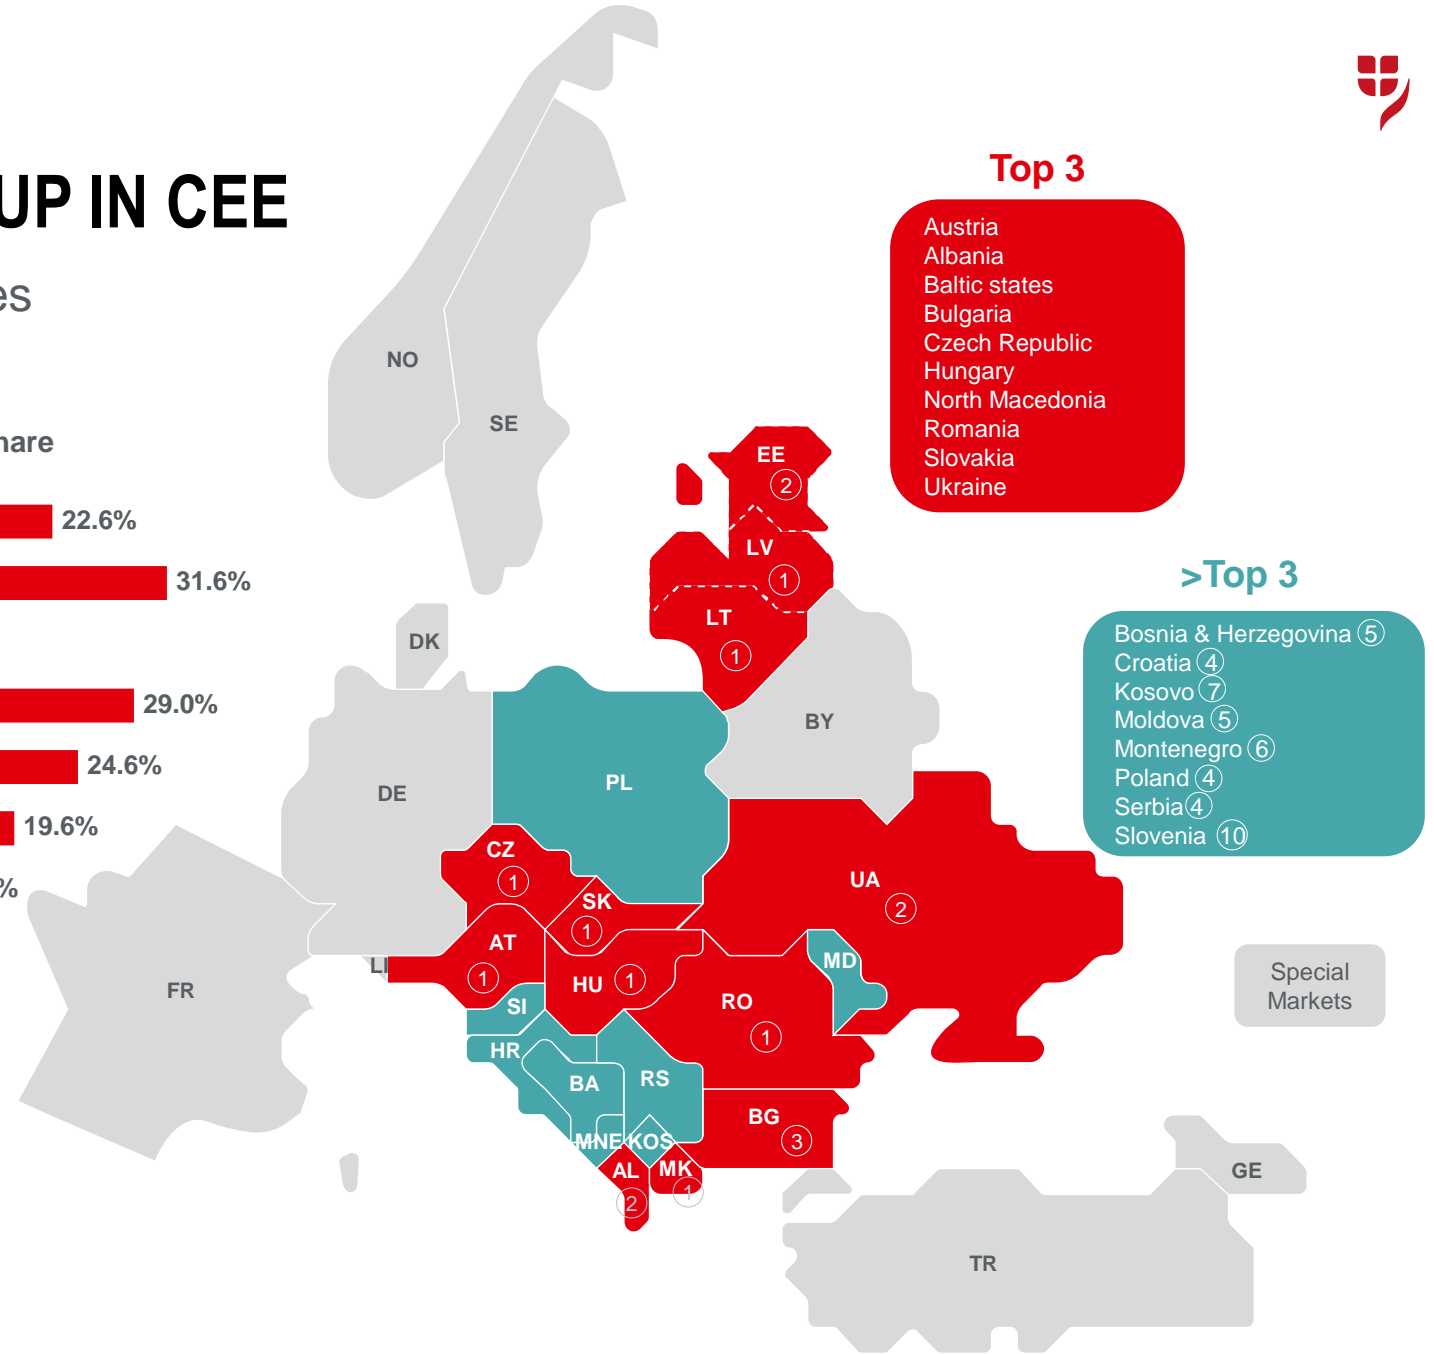 UP IN CEE
es
hare
22.6%
31.6%
29.0%
24.6%
19.6%
%
Top 3
Austria
Albania
Baltic states
Bulgaria
Czech Republic
Hungary
North Macedonia
Romania
Slovakia
Ukraine
>Top 3
Bosnia & Herzegovina 5
Croatia 4
Kosovo 7
Moldova 5
Montenegro 6
Poland 4
Serbia 4
Slovenia 10
Special
Markets
NO
SE
EE
2
LV
1
LT
1
DK
BY
DE
PL
CZ
1
SK
1
UA
2
AT
1
LI
HU 1
MD
FR
SI
RO
1
HR
BA
RS
BG
3
MNE
KOS
AL
2
MK
1
GE
TR